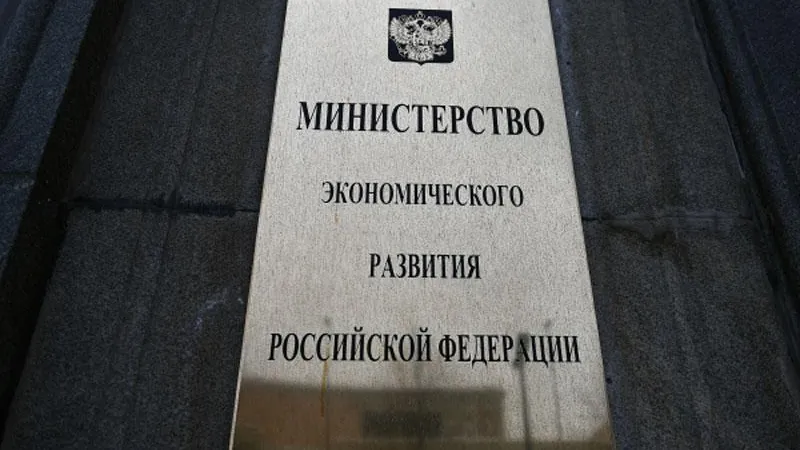 МИНИСТЕРСТВО
ЭКОНОМИЧЕСКОГО
РАЗВИТИЯ
РОССИЙСКОЙ ФЕДЕРАЦИИ